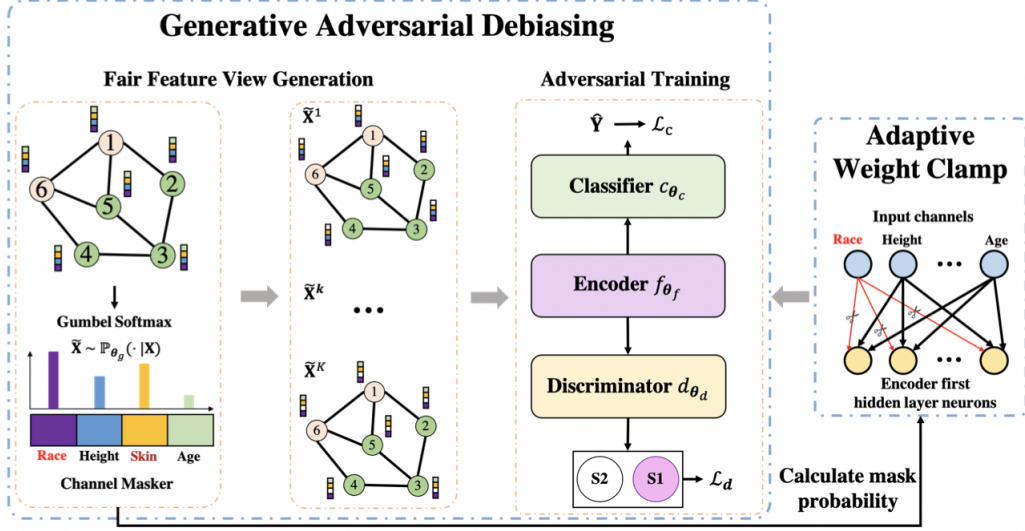 Generative Adversarial Debiasing
Fair Feature View Generation
1
2
3
4
5
6
Gumbel Softmax
X̃ ~ ℙ_θg(· |X)
Race Height Skin Age
Channel Masker
X̃¹
1
2
3
4
5
6
X̃ᵏ
•••
X̃ᴷ
1
2
3
4
5
6
Adversarial Training
Ŷ → ℒc
Classifier c_θc
Encoder f_θf
Discriminator d_θd
S2 S1 → ℒd
Adaptive
Weight Clamp
Input channels
Race Height Age
•••
•••
Encoder first
hidden layer neurons
Calculate mask
probability